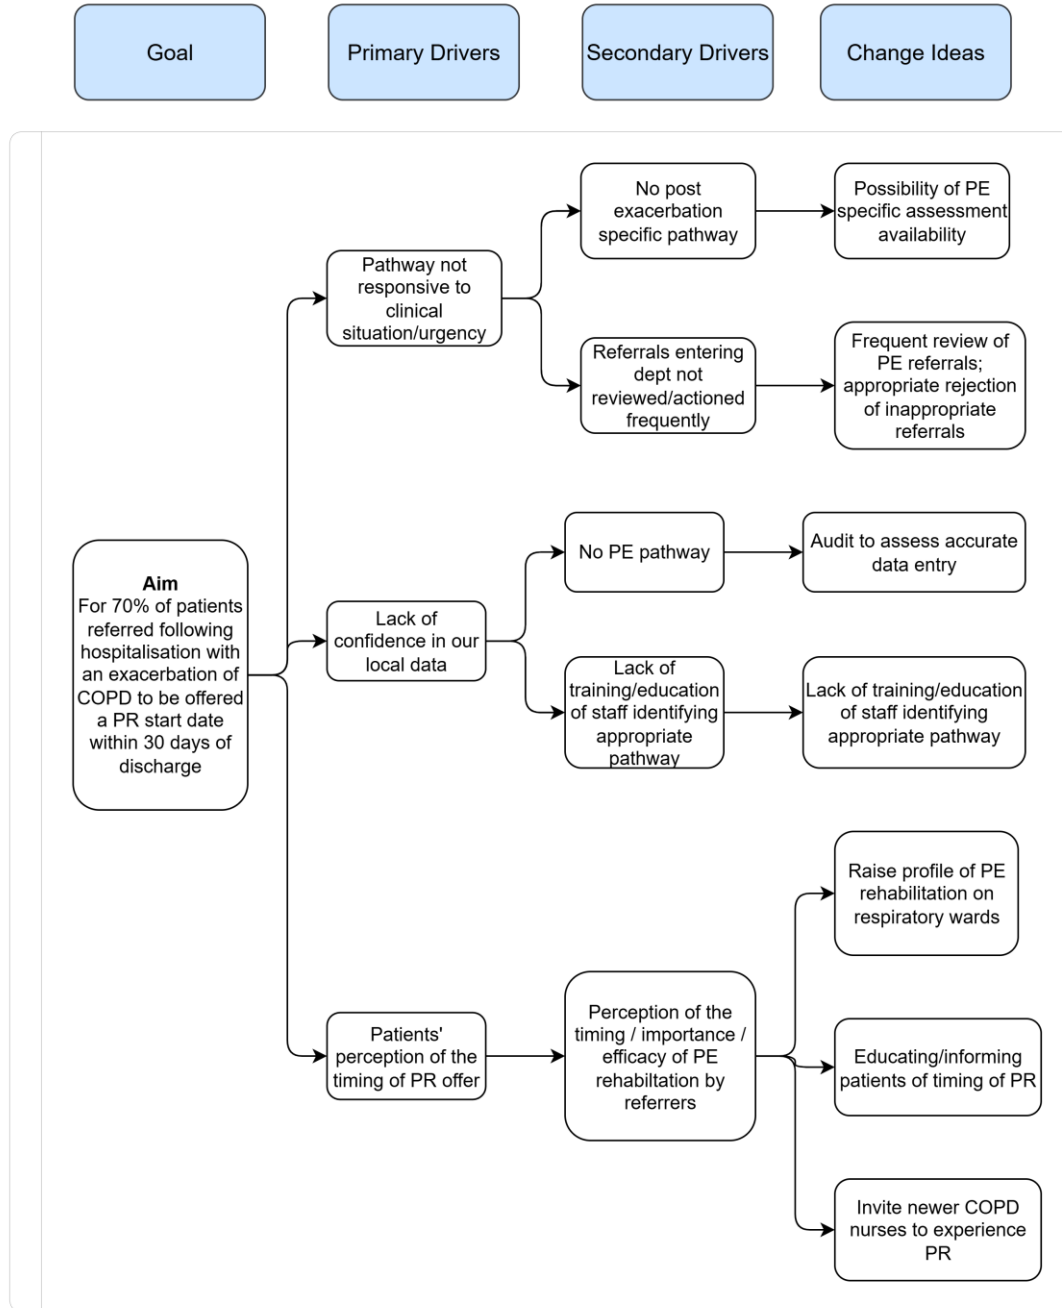 Goal
Primary Drivers
Secondary Drivers
Change Ideas
No post
exacerbation
specific pathway
Possibility of PE
specific assessment
availability
Pathway not
responsive to
clinical
situation/urgency
Referrals entering
dept not
reviewed/actioned
frequently
Frequent review of
PE referrals;
appropriate rejection
of inappropriate
referrals
Aim
For 70% of patients
referred following
hospitalisation with
an exacerbation of
COPD to be offered
a PR start date
within 30 days of
discharge
Lack of
confidence in our
local data
No PE pathway
Audit to assess accurate
data entry
Lack of
training/education
of staff identifying
appropriate
pathway
Lack of training/education
of staff identifying
appropriate pathway
Patients'
perception of the
timing of PR offer
Perception of the
timing / importance /
efficacy of PE
rehabiltation by
referrers
Raise profile of PE
rehabilitation on
respiratory wards
Educating/informing
patients of timing of PR
Invite newer COPD
nurses to experience
PR